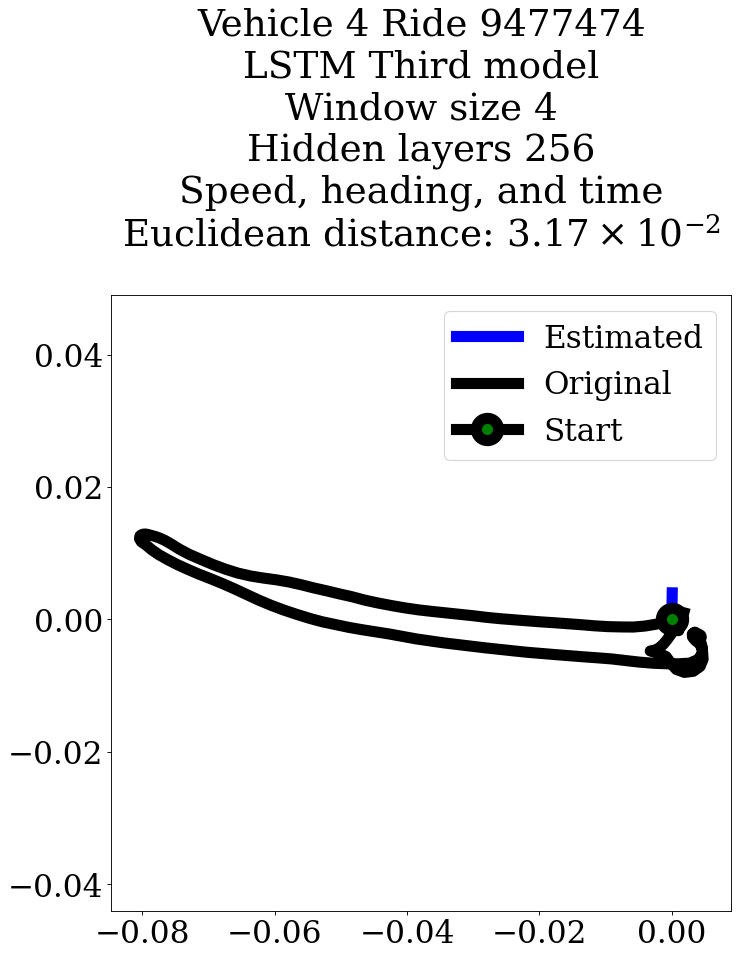 Vehicle 4 Ride 9477474
LSTM Third model
Window size 4
Hidden layers 256
Speed, heading, and time
Euclidean distance: 3.17 × 10⁻²
Estimated
Original
Start
0.04
0.02
0.00
−0.02
−0.04
−0.08 −0.06 −0.04 −0.02 0.00